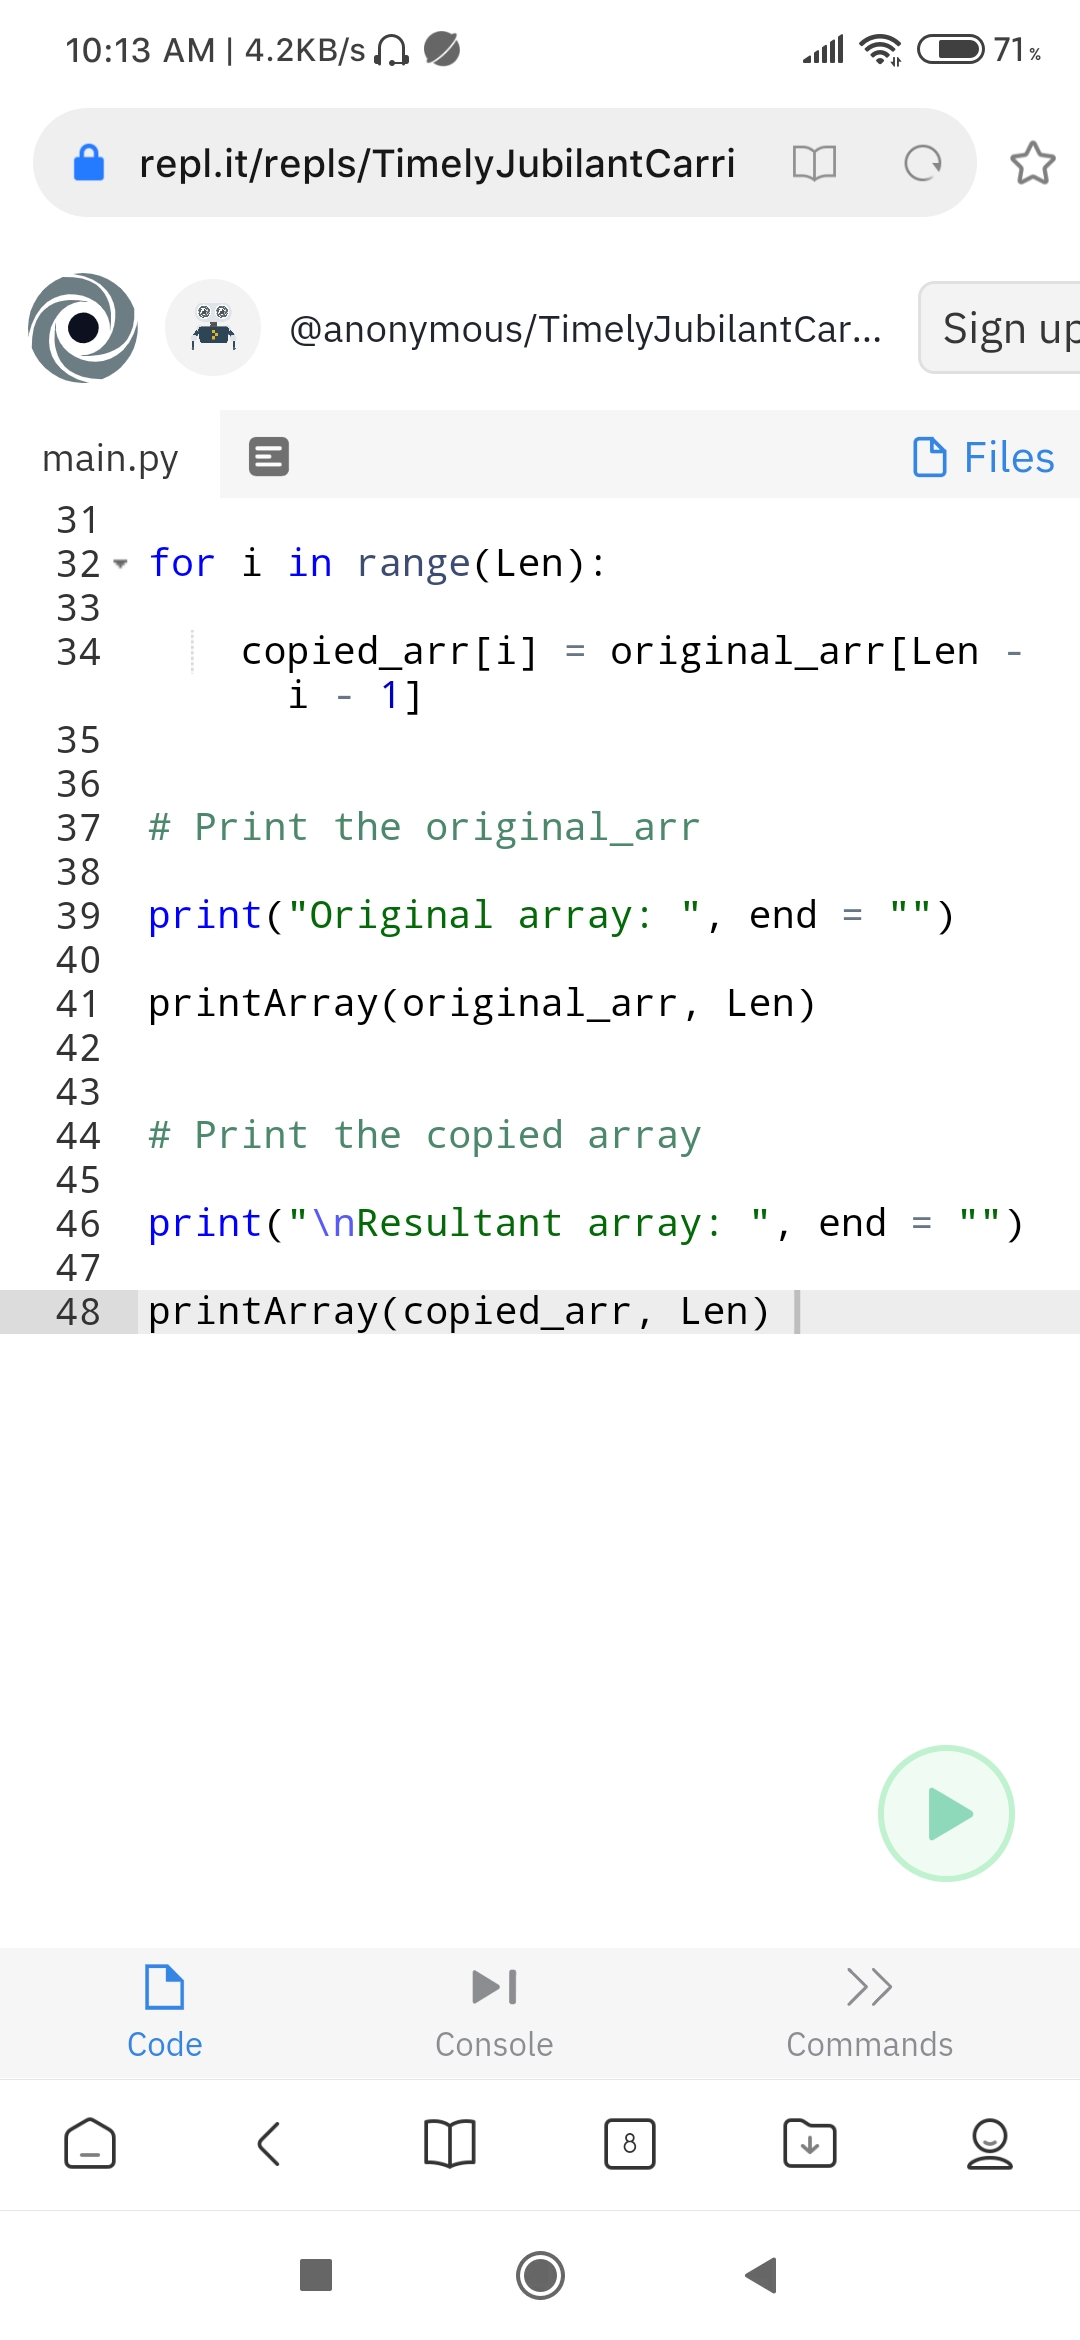 10:13 AM | 4.2KB/s 71%
repl.it/repls/TimelyJubilantCarri
@anonymous/TimelyJubilantCar... Sign up
main.py Files
31
32 for i in range(Len):
33
34 copied_arr[i] = original_arr[Len -
i - 1]
35
36
37 # Print the original_arr
38
39 print("Original array: ", end = "")
40
41 printArray(original_arr, Len)
42
43
44 # Print the copied array
45
46 print("\nResultant array: ", end = "")
47
48 printArray(copied_arr, Len)
Code Console Commands
8